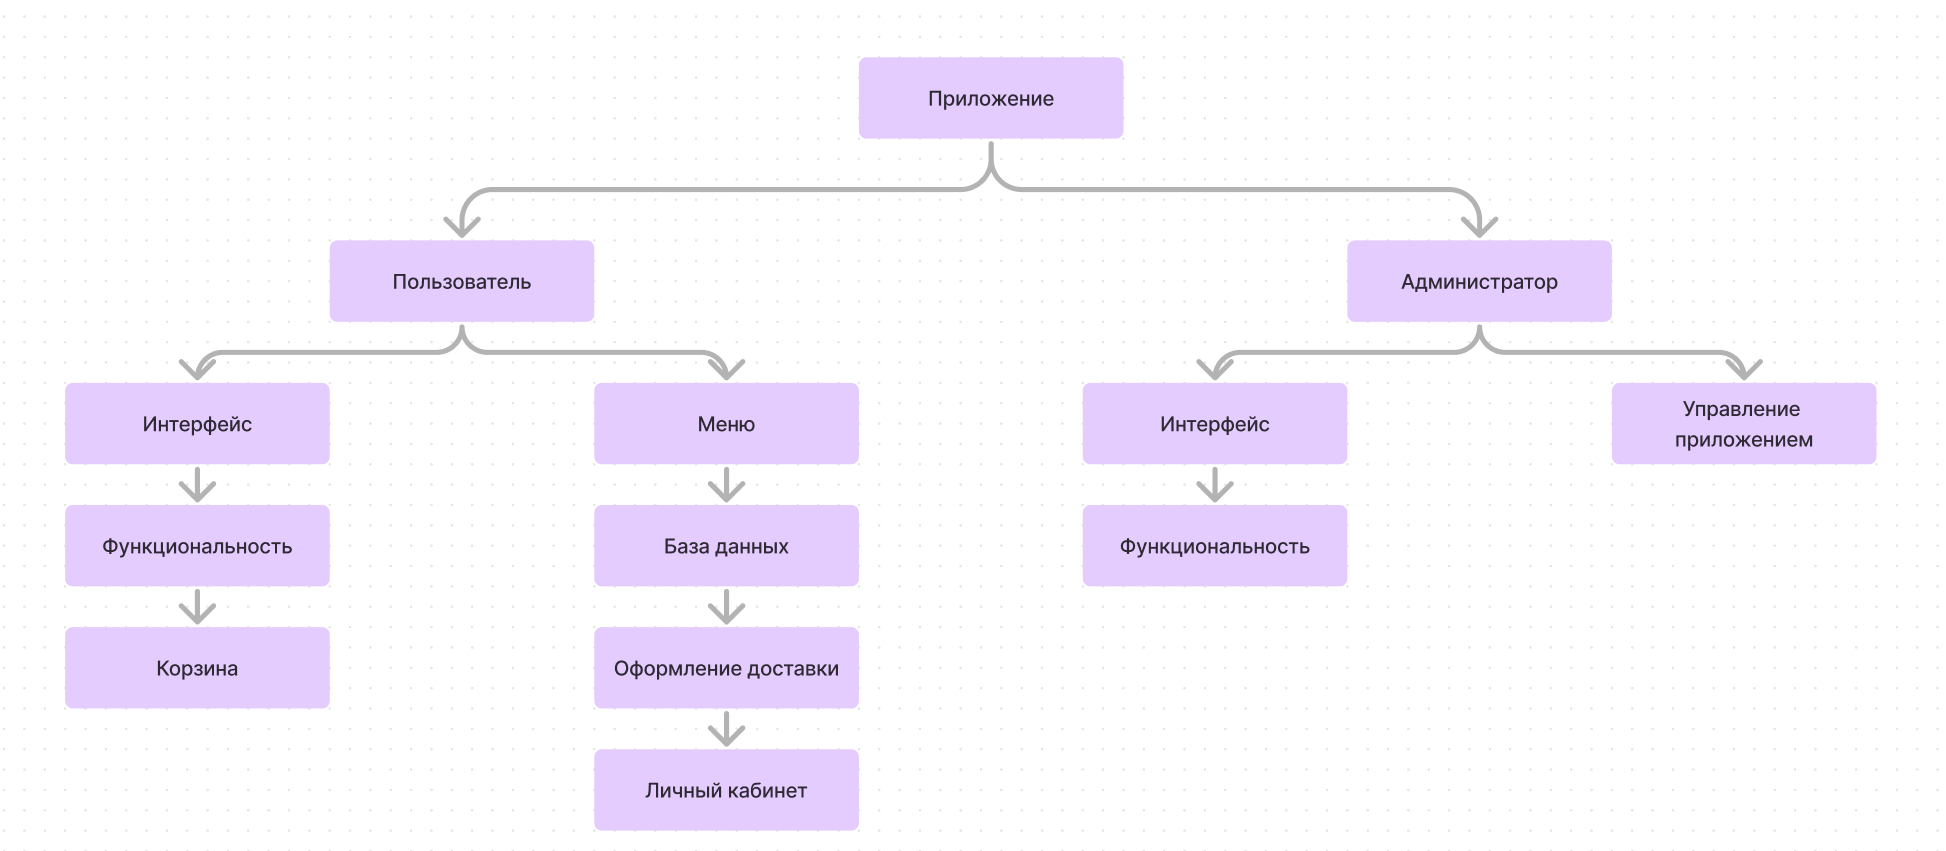 Приложение
Пользователь
Администратор
Интерфейс
Меню
Интерфейс
Управление
приложением
Функциональность
База данных
Функциональность
Корзина
Оформление доставки
Личный кабинет